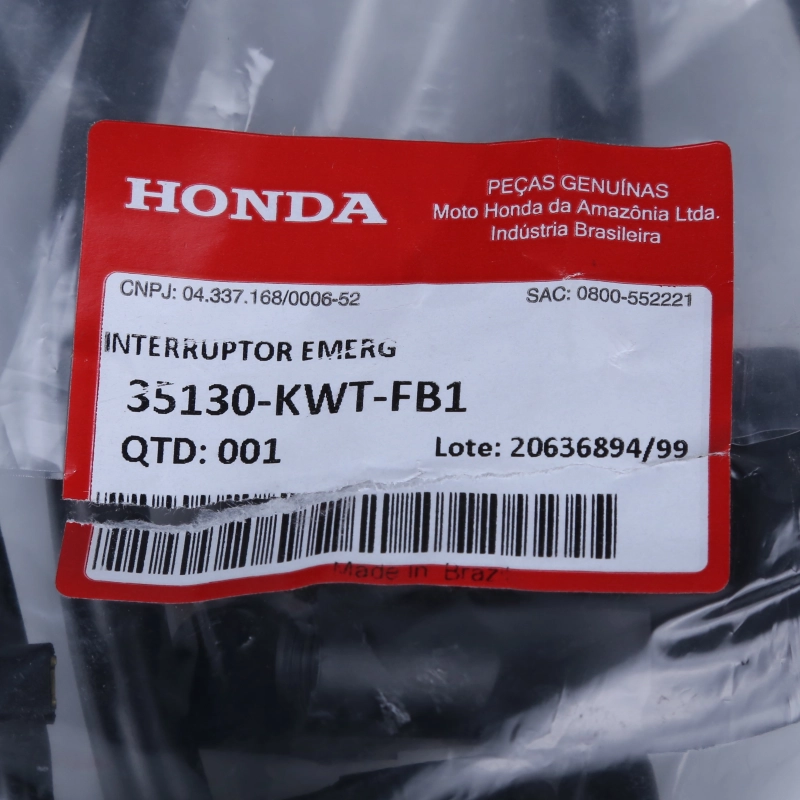 HONDA
PEÇAS GENUÍNAS
Moto Honda da Amazônia Ltda.
Indústria Brasileira
CNPJ: 04.337.168/0006-52
SAC: 0800-552221
INTERRUPTOR EMERG
35130-KWT-FB1
QTD: 001
Lote: 20636894/99
Made in Brazil